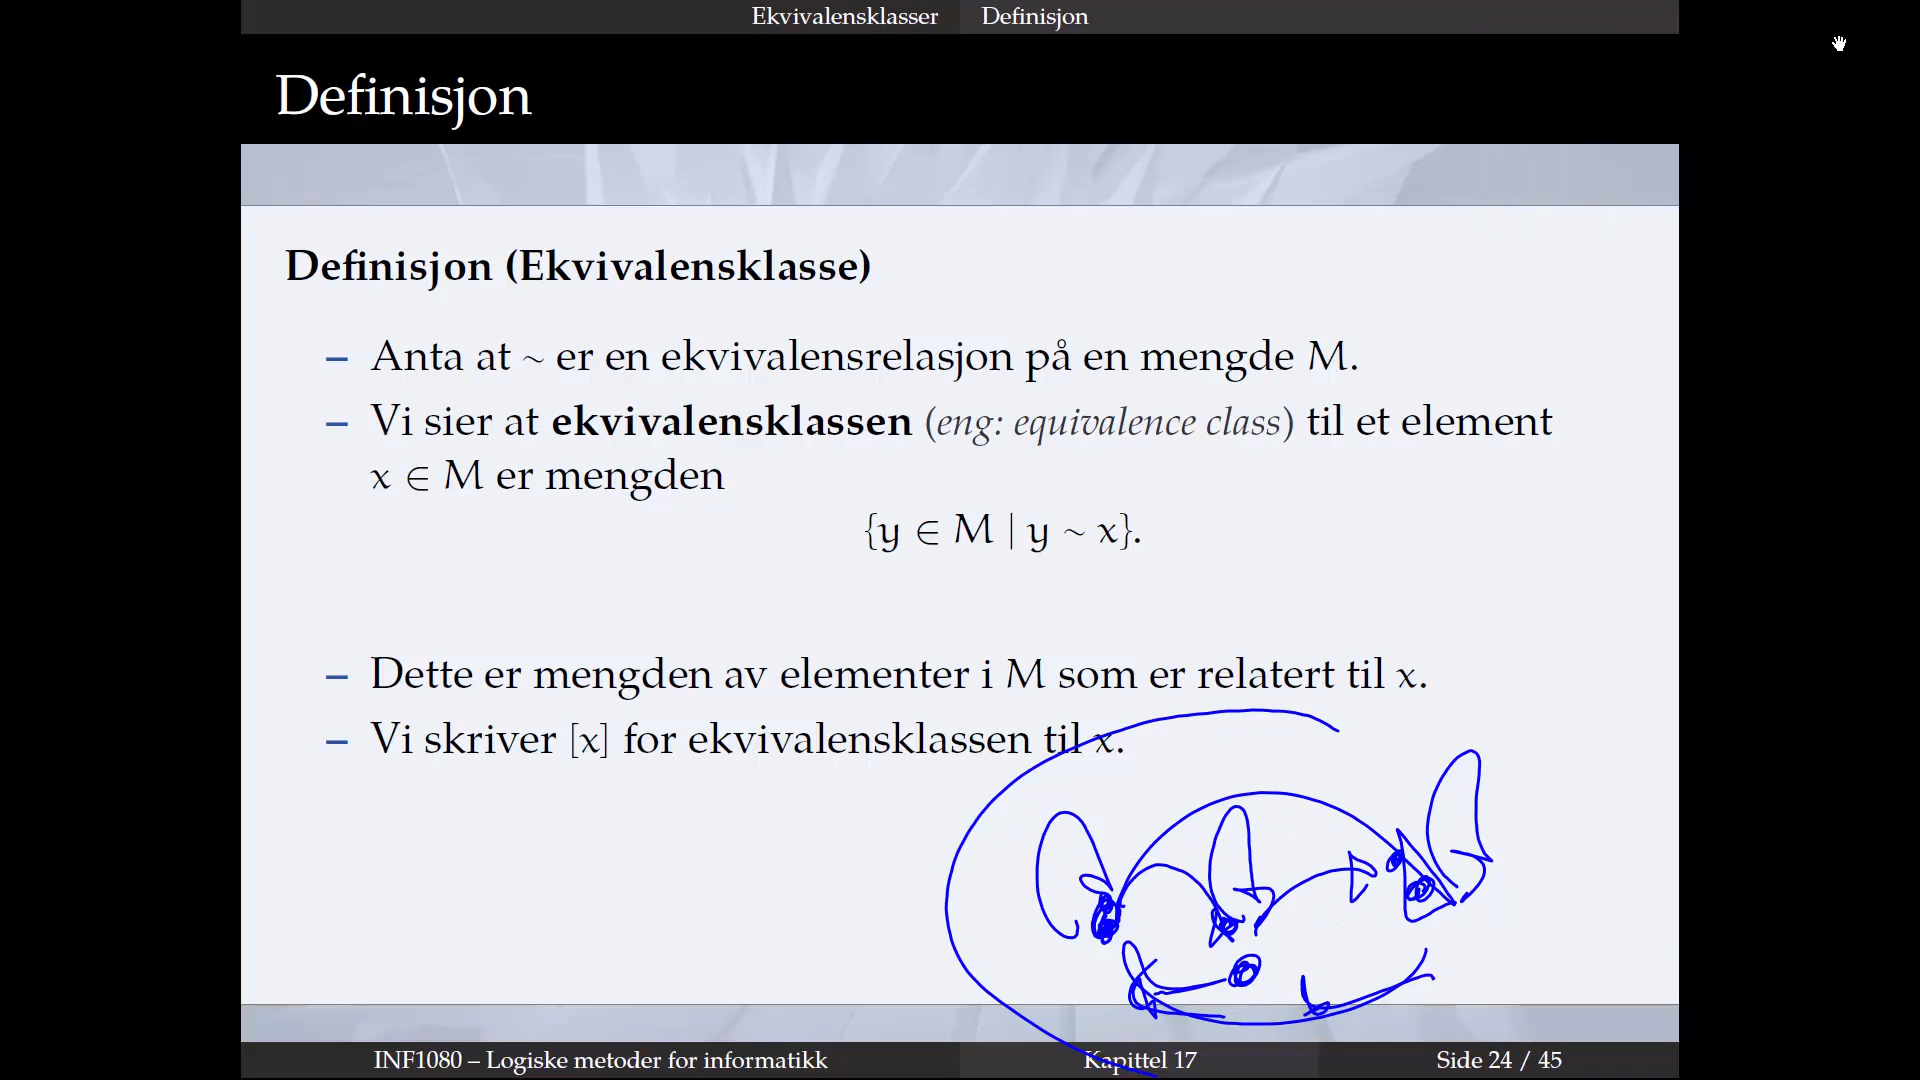 Ekvivalensklasser Definisjon
Definisjon
Definisjon (Ekvivalensklasse)
– Anta at ~ er en ekvivalensrelasjon på en mengde M.
– Vi sier at ekvivalensklassen (eng: equivalence class) til et element
x ∈ M er mengden
{y ∈ M | y ~ x}.
– Dette er mengden av elementer i M som er relatert til x.
– Vi skriver [x] for ekvivalensklassen til x.
INF1080 – Logiske metoder for informatikk Kapittel 17 Side 24 / 45